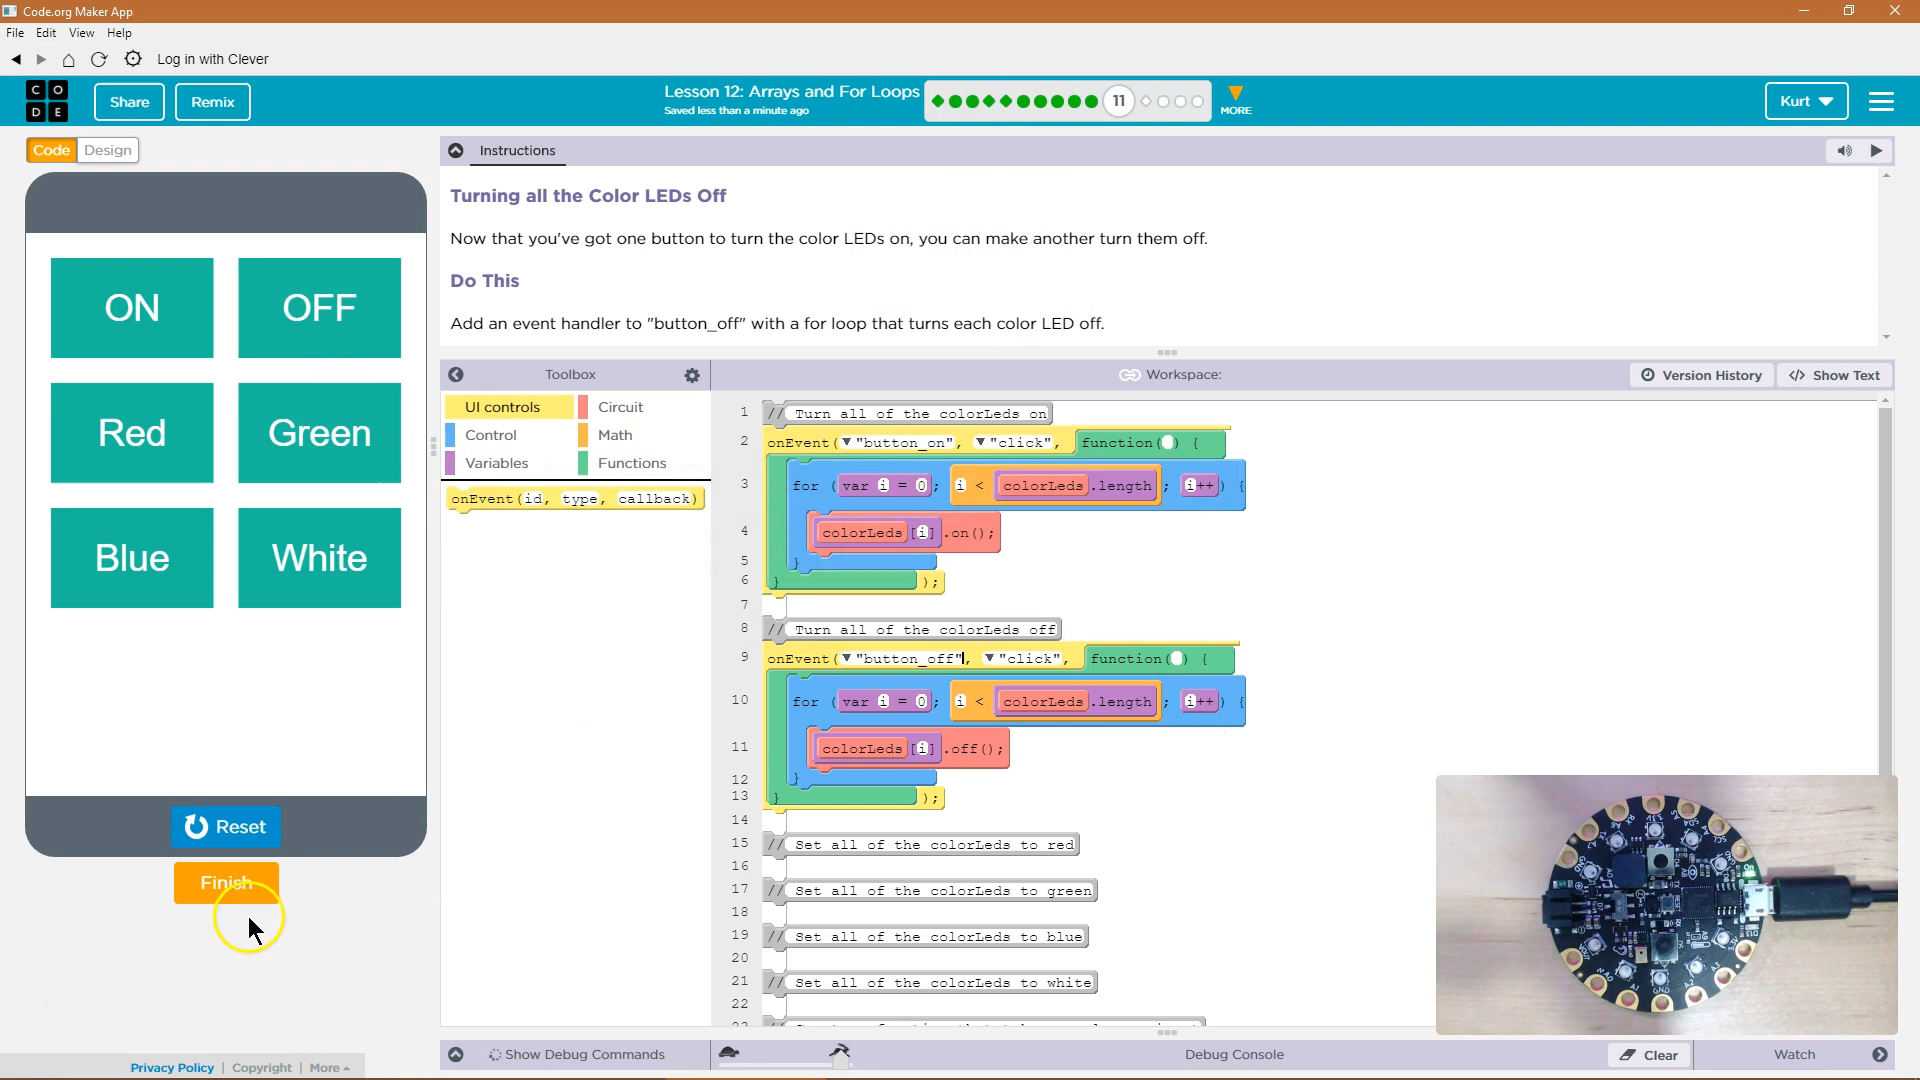 Code.org Maker App
File Edit View Help
Log in with Clever
C O D E
Share
Remix
Lesson 12: Arrays and For Loops
Saved less than a minute ago
11
MORE
Kurt
Code
Design
Instructions
Turning all the Color LEDs Off
Now that you've got one button to turn the color LEDs on, you can make another turn them off.
Do This
Add an event handler to "button_off" with a for loop that turns each color LED off.
ON
OFF
Red
Green
Blue
White
Reset
Finish
Toolbox
Workspace:
Version History
</> Show Text
UI controls
Circuit
Control
Math
Variables
Functions
onEvent(id, type, callback)
1 // Turn all of the colorLeds on
2 onEvent("button_on", "click", function() {
3 for (var i = 0; i < colorLeds.length; i++) {
4 colorLeds[i].on();
5 }
6 });
7
8 // Turn all of the colorLeds off
9 onEvent("button_off", "click", function() {
10 for (var i = 0; i < colorLeds.length; i++) {
11 colorLeds[i].off();
12 }
13 });
14
15 // Set all of the colorLeds to red
16
17 // Set all of the colorLeds to green
18
19 // Set all of the colorLeds to blue
20
21 // Set all of the colorLeds to white
22
Show Debug Commands
Debug Console
Clear
Watch
Privacy Policy | Copyright | More